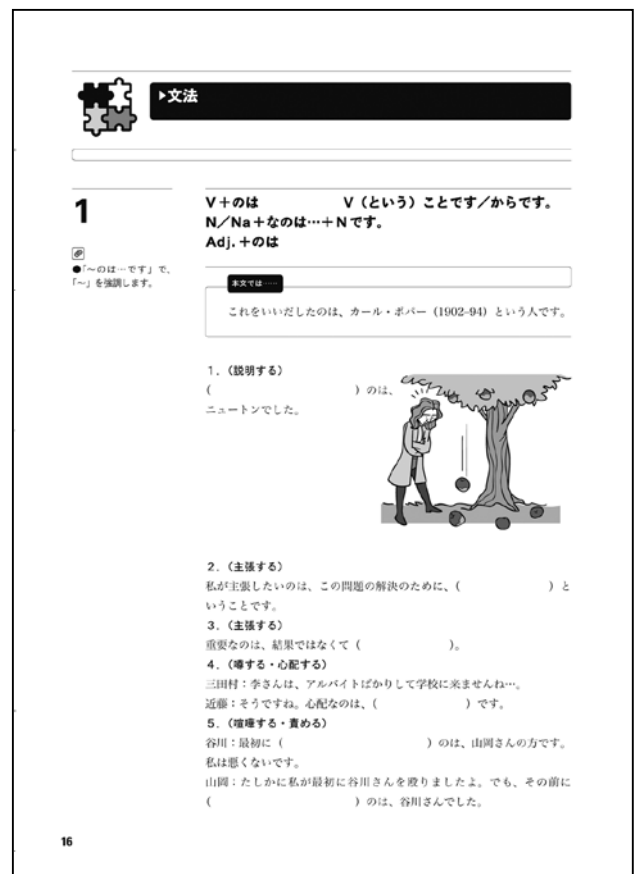 ▶文法
1
●「〜のは…です」で、
「〜」を強調します。
V+のは V(という)ことです/からです。
N/Na+なのは…+Nです。
Adj.+のは
本文では……
これをいいだしたのは、カール・ポパー(1902-94)という人です。
1.(説明する)
( )のは、
ニュートンでした。
2.(主張する)
私が主張したいのは、この問題の解決のために、( )と
いうことです。
3.(主張する)
重要なのは、結果ではなくて( )。
4.(噂する・心配する)
三田村:李さんは、アルバイトばかりして学校に来ませんね…。
近藤:そうですね。心配なのは、( )です。
5.(喧嘩する・責める)
谷川:最初に( )のは、山岡さんの方です。
私は悪くないです。
山岡:たしかに私が最初に谷川さんを殴りましたよ。でも、その前に
( )のは、谷川さんでした。
16